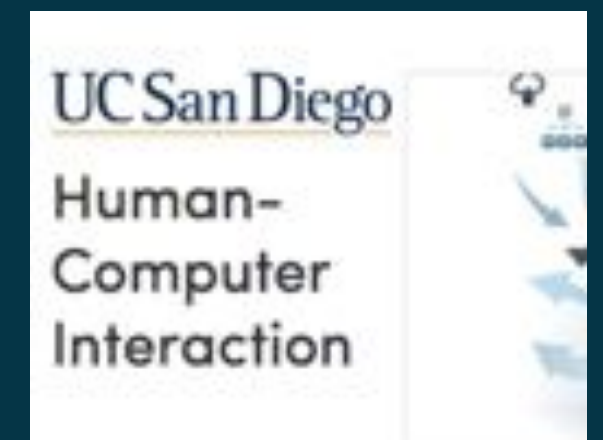 UC San Diego
Human-
Computer
Interaction